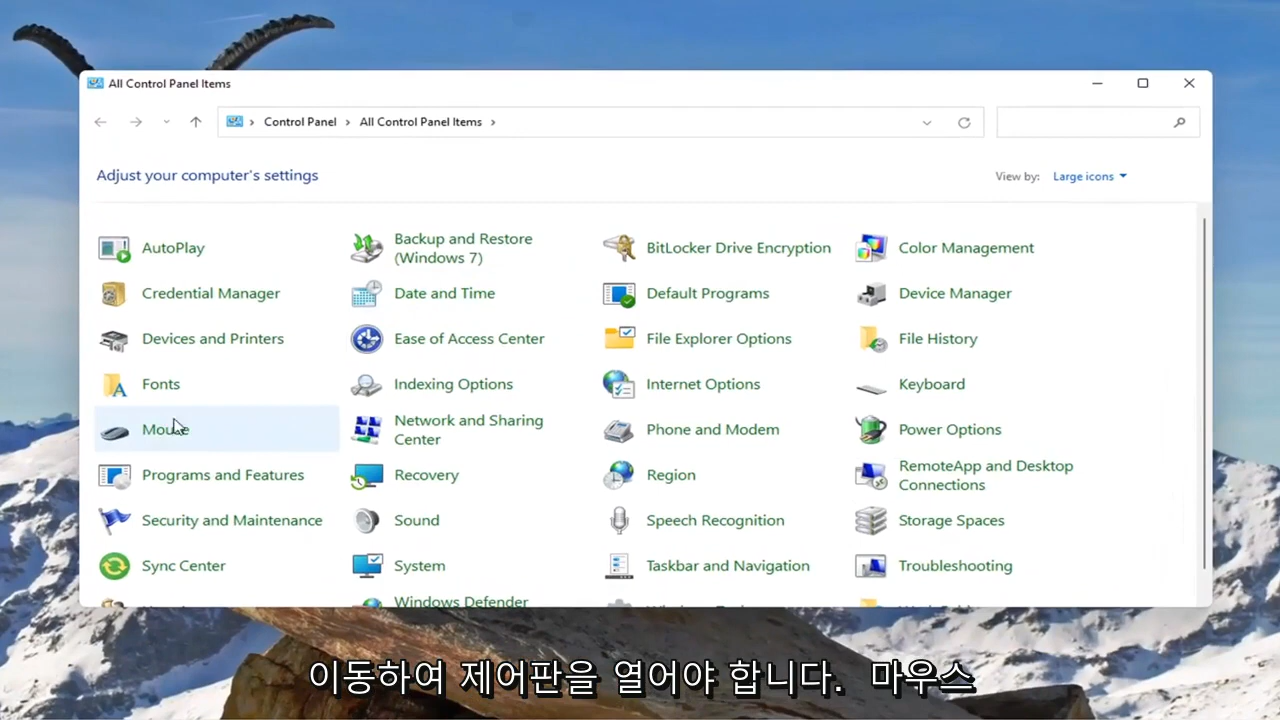 All Control Panel Items
Control Panel > All Control Panel Items >
Adjust your computer's settings
View by: Large icons
AutoPlay
Backup and Restore
(Windows 7)
BitLocker Drive Encryption
Color Management
Credential Manager
Date and Time
Default Programs
Device Manager
Devices and Printers
Ease of Access Center
File Explorer Options
File History
Fonts
Indexing Options
Internet Options
Keyboard
Mouse
Network and Sharing
Center
Phone and Modem
Power Options
Programs and Features
Recovery
Region
RemoteApp and Desktop
Connections
Security and Maintenance
Sound
Speech Recognition
Storage Spaces
Sync Center
System
Taskbar and Navigation
Troubleshooting
Windows Defender
이동하여 제어판을 열어야 합니다. 마우스